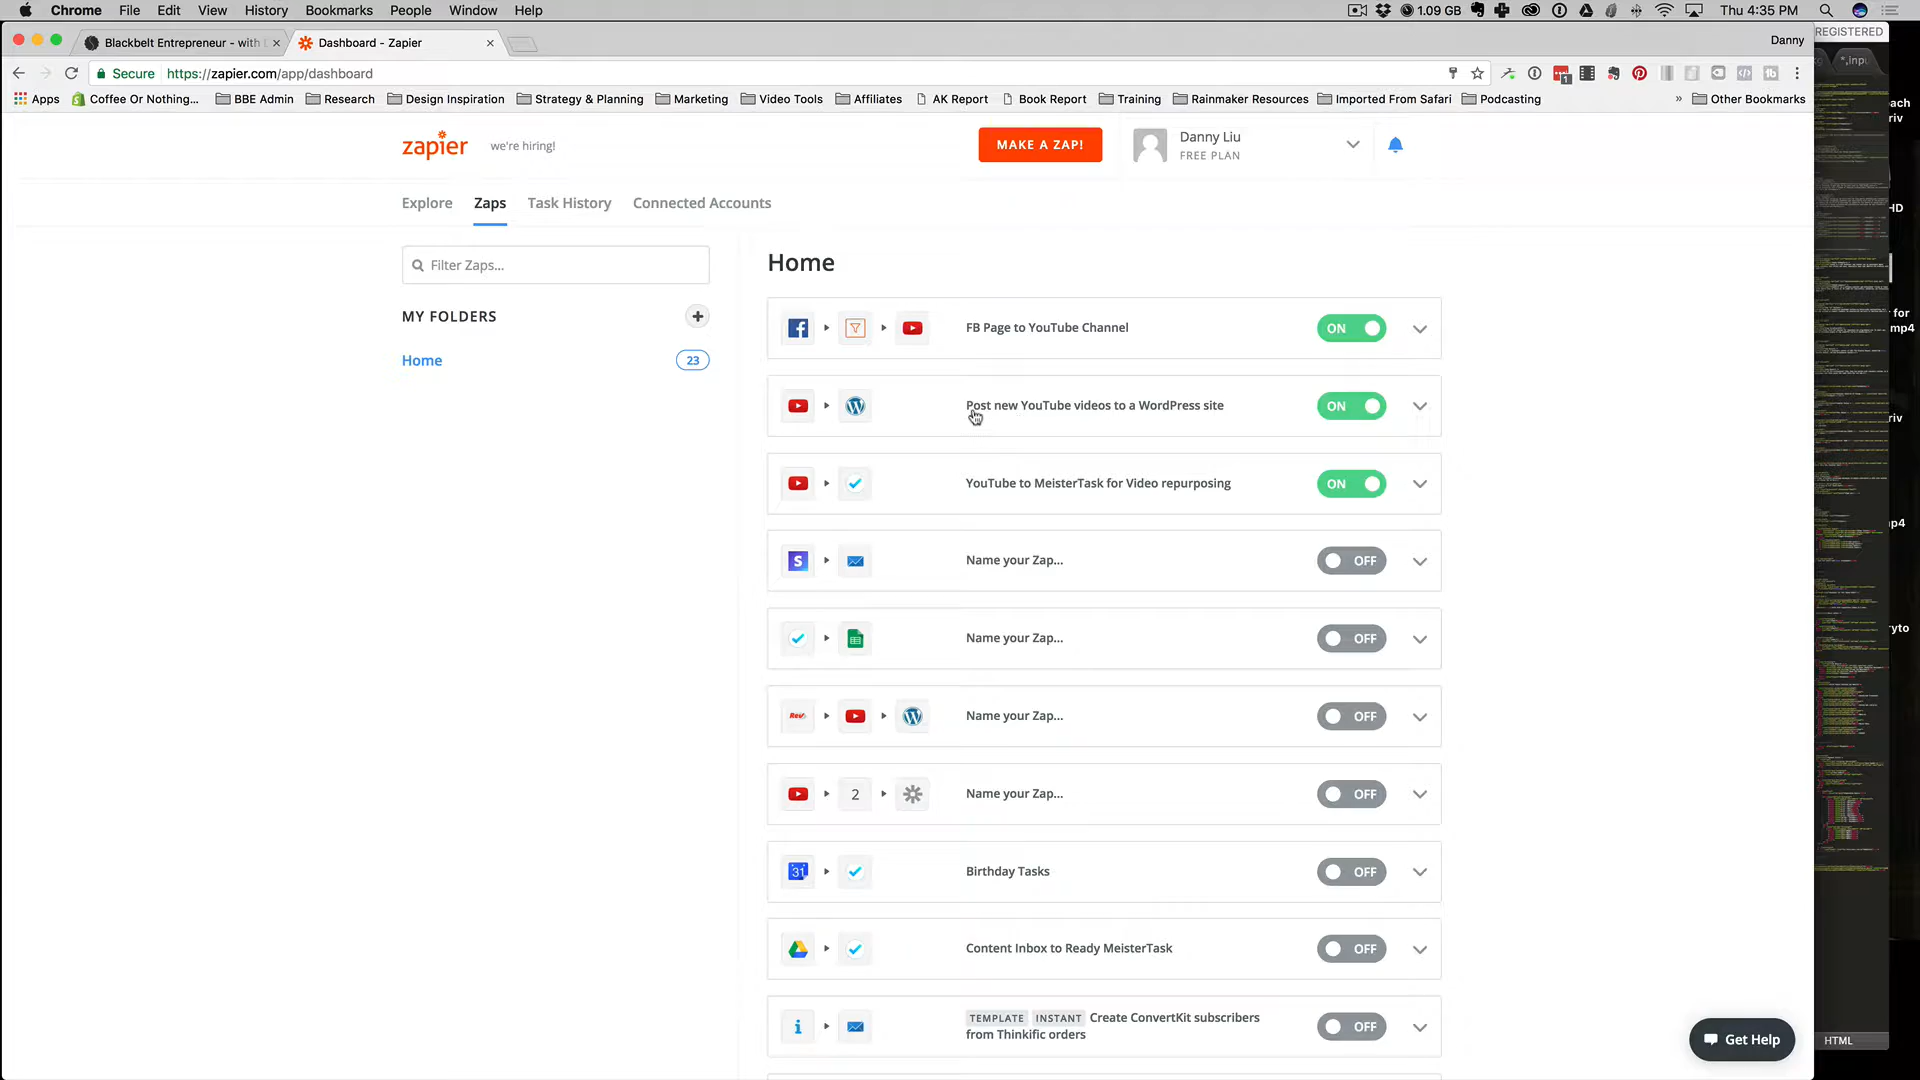 Chrome File Edit View History Bookmarks People Window Help 1.09 GB Thu 4:35 PM
Blackbelt Entrepreneur - with D Dashboard - Zapier Danny
REGISTERED
Secure https://zapier.com/app/dashboard
Apps Coffee Or Nothing... BBE Admin Research Design Inspiration Strategy & Planning Marketing Video Tools Affiliates AK Report Book Report Training Rainmaker Resources Imported From Safari Podcasting » Other Bookmarks
zapier we're hiring! MAKE A ZAP! Danny Liu
FREE PLAN
Explore Zaps Task History Connected Accounts
Filter Zaps...
MY FOLDERS
Home 23
Home
FB Page to YouTube Channel ON
Post new YouTube videos to a WordPress site ON
YouTube to MeisterTask for Video repurposing ON
S Name your Zap... OFF
Name your Zap... OFF
Rev Name your Zap... OFF
2 Name your Zap... OFF
31 Birthday Tasks OFF
Content Inbox to Ready MeisterTask OFF
TEMPLATE INSTANT Create ConvertKit subscribers
from Thinkific orders OFF
Get Help
HTML